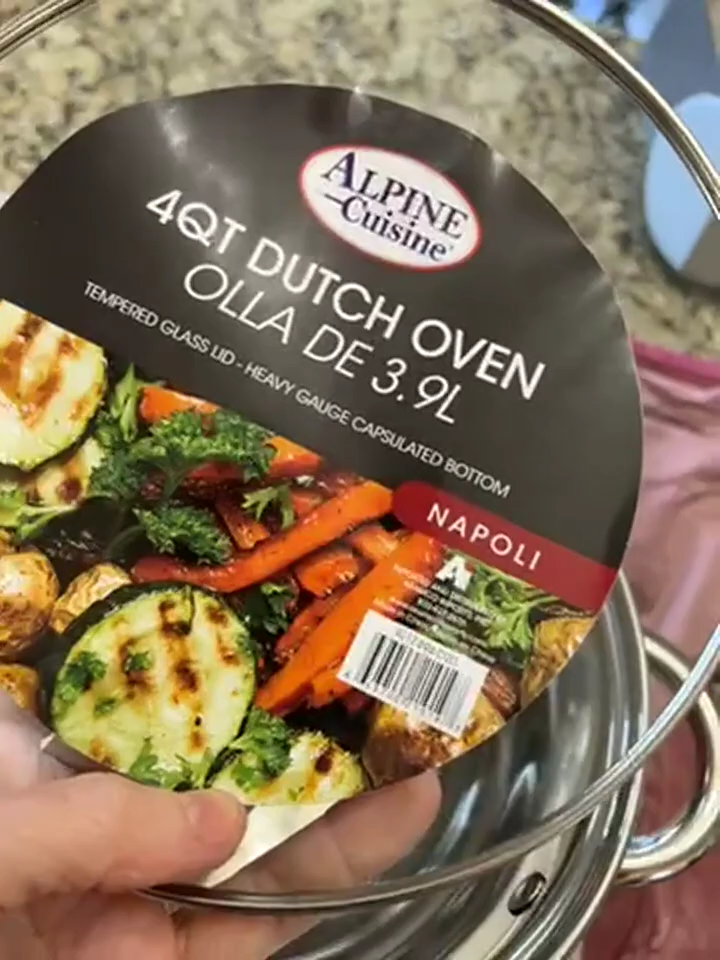 ALPINE
Cuisine
4QT DUTCH OVEN
OLLA DE 3.9L
TEMPERED GLASS LID - HEAVY GAUGE CAPSULATED BOTTOM
NAPOLI